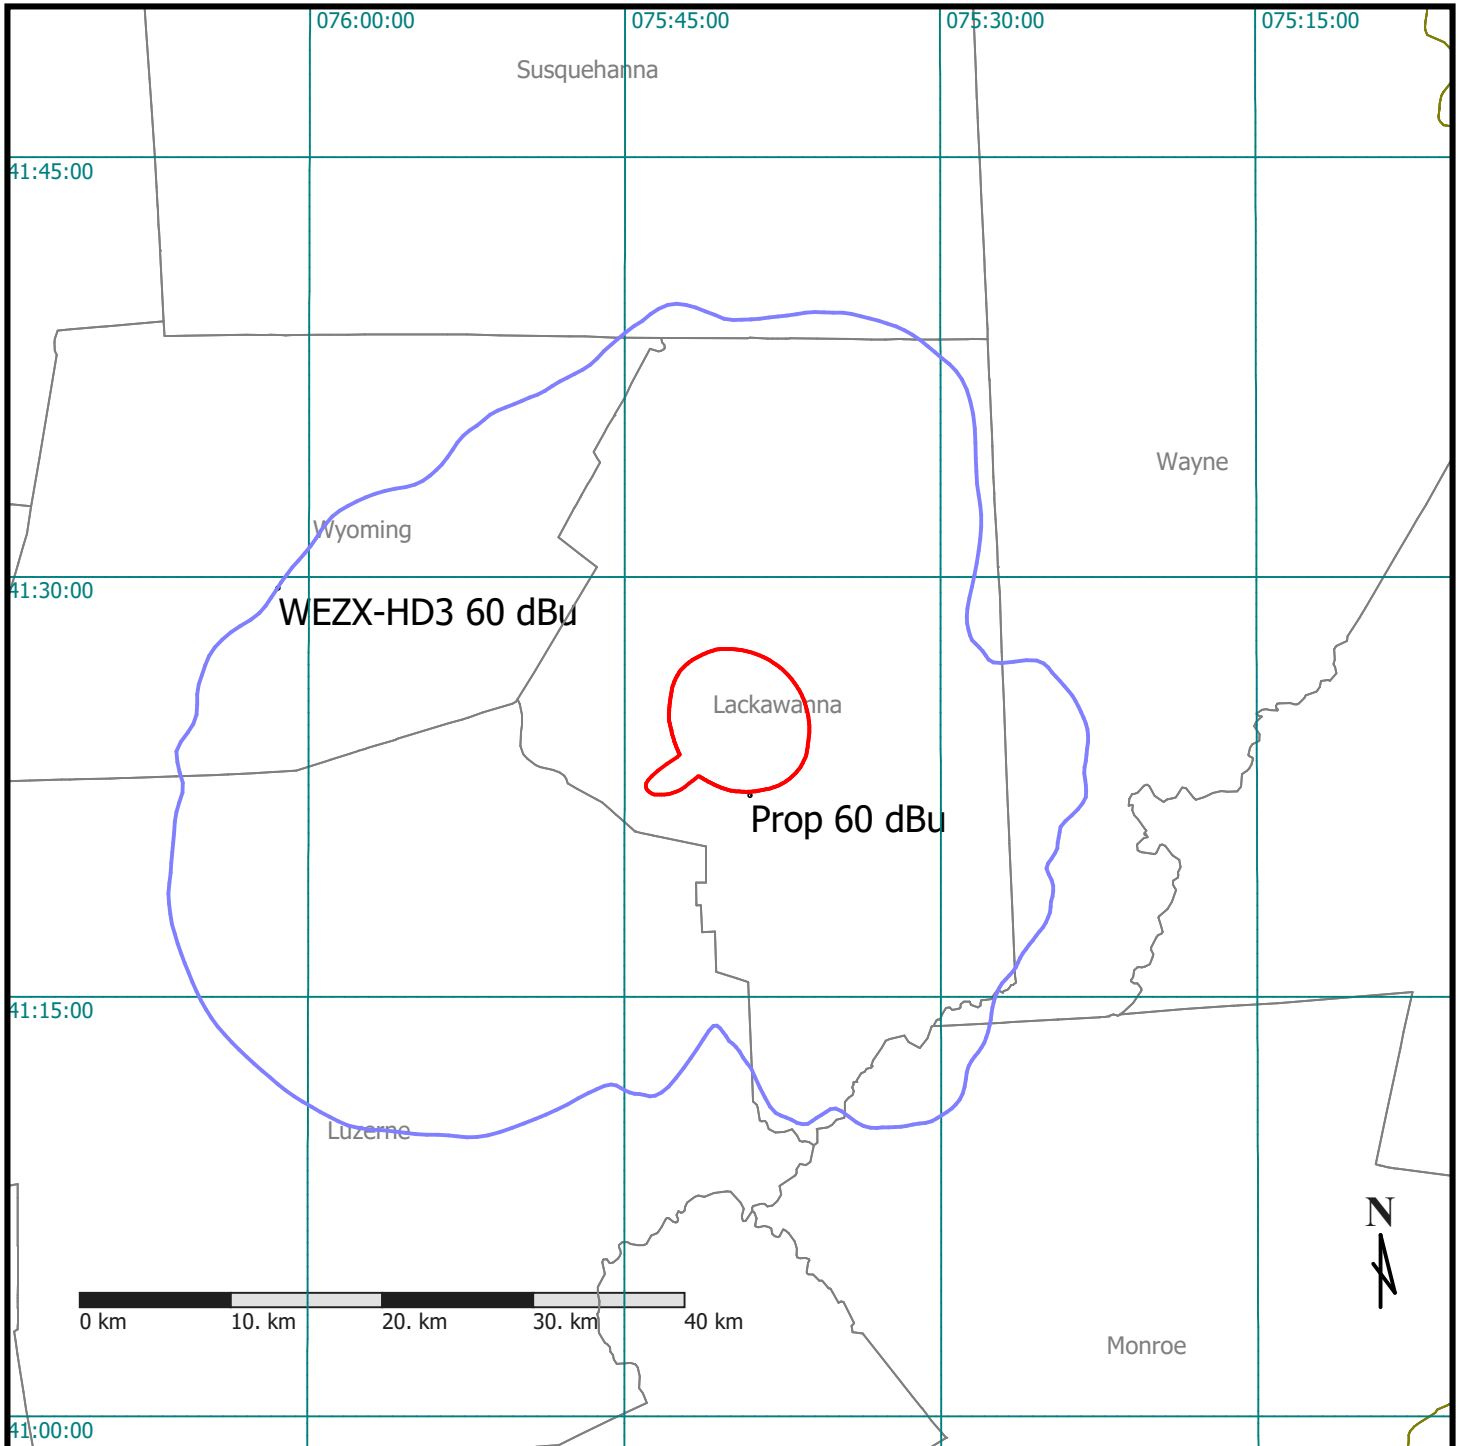 076:00:00 075:45:00 075:30:00 075:15:00
Susquehanna
41:45:00
Wayne
Wyoming
41:30:00
WEZX-HD3 60 dBu
Lackawanna
Prop 60 dBu
41:15:00
Luzerne
N
0 km 10. km 20. km 30. km 40 km
Monroe
41:00:00